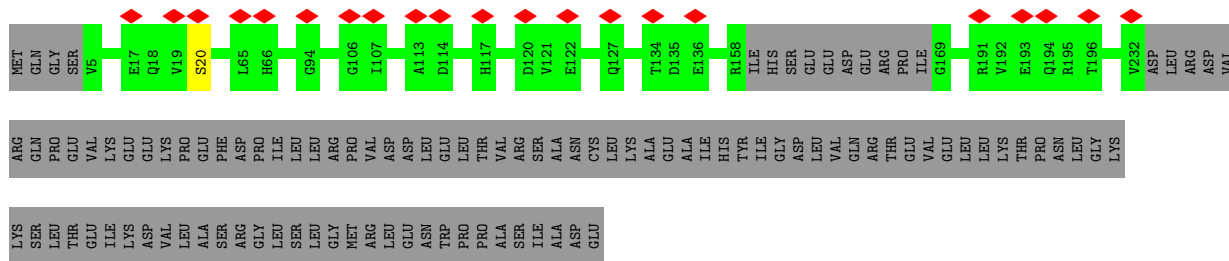 MET GLN GLY SER V5 E17 Q18 V19 S20 L65 H66 G94 G106 I107 A113 D114 H117 D120 V121 E122 Q127 T134 D135 E136 R158 ILE HIS SER GLU GLU ASP GLU ARG PRO ILE G169 R191 V192 E193 Q194 R195 T196 V232 ASP LEU ARG ASP VAL
ARG GLN PRO GLU VAL LYS GLU GLU LYS PRO GLU PHE ASP PRO ILE LEU LEU ARG PRO VAL ASP ASP LEU GLU LEU THR VAL ARG SER ALA ASN CYS LEU LYS ALA GLU ALA ILE HIS TYR ILE GLY ASP LEU VAL GLN ARG THR GLU VAL GLU LEU LEU LYS THR PRO ASN LEU GLY LYS
LYS SER LEU THR GLU ILE LYS ASP VAL LEU ALA SER ARG GLY LEU SER LEU GLY MET ARG LEU GLU ASN TRP PRO PRO ALA SER ILE ALA ASP GLU